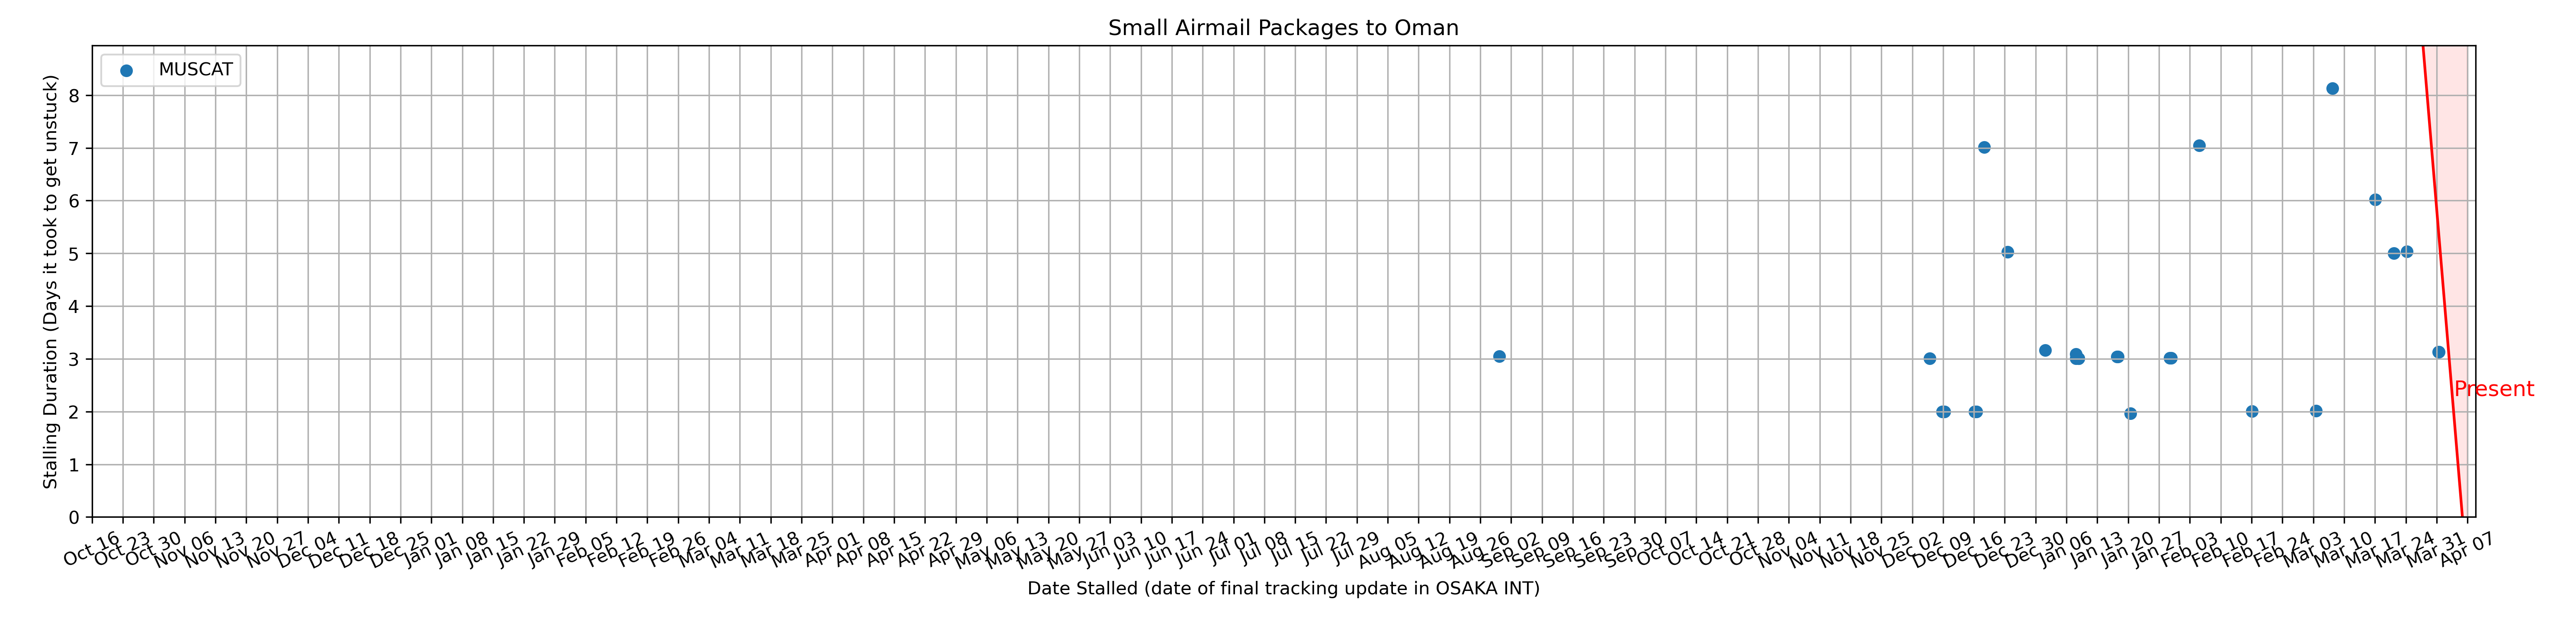 Small Airmail Packages to Oman
MUSCAT
Stalling Duration (Days it took to get unstuck)
8
7
6
5
4
3
2
1
0
Present
Oct 16 Oct 23 Oct 30 Nov 06 Nov 13 Nov 20 Nov 27 Dec 04 Dec 11 Dec 18 Dec 25 Jan 01 Jan 08 Jan 15 Jan 22 Jan 29 Feb 05 Feb 12 Feb 19 Feb 26 Mar 04 Mar 11 Mar 18 Mar 25 Apr 01 Apr 08 Apr 15 Apr 22 Apr 29 May 06 May 13 May 20 May 27 Jun 03 Jun 10 Jun 17 Jun 24 Jul 01 Jul 08 Jul 15 Jul 22 Jul 29 Aug 05 Aug 12 Aug 19 Aug 26 Sep 02 Sep 09 Sep 16 Sep 23 Sep 30 Oct 07 Oct 14 Oct 21 Oct 28 Nov 04 Nov 11 Nov 18 Nov 25 Dec 02 Dec 09 Dec 16 Dec 23 Dec 30 Jan 06 Jan 13 Jan 20 Jan 27 Feb 03 Feb 10 Feb 17 Feb 24 Mar 03 Mar 10 Mar 17 Mar 24 Mar 31 Apr 07
Date Stalled (date of final tracking update in OSAKA INT)